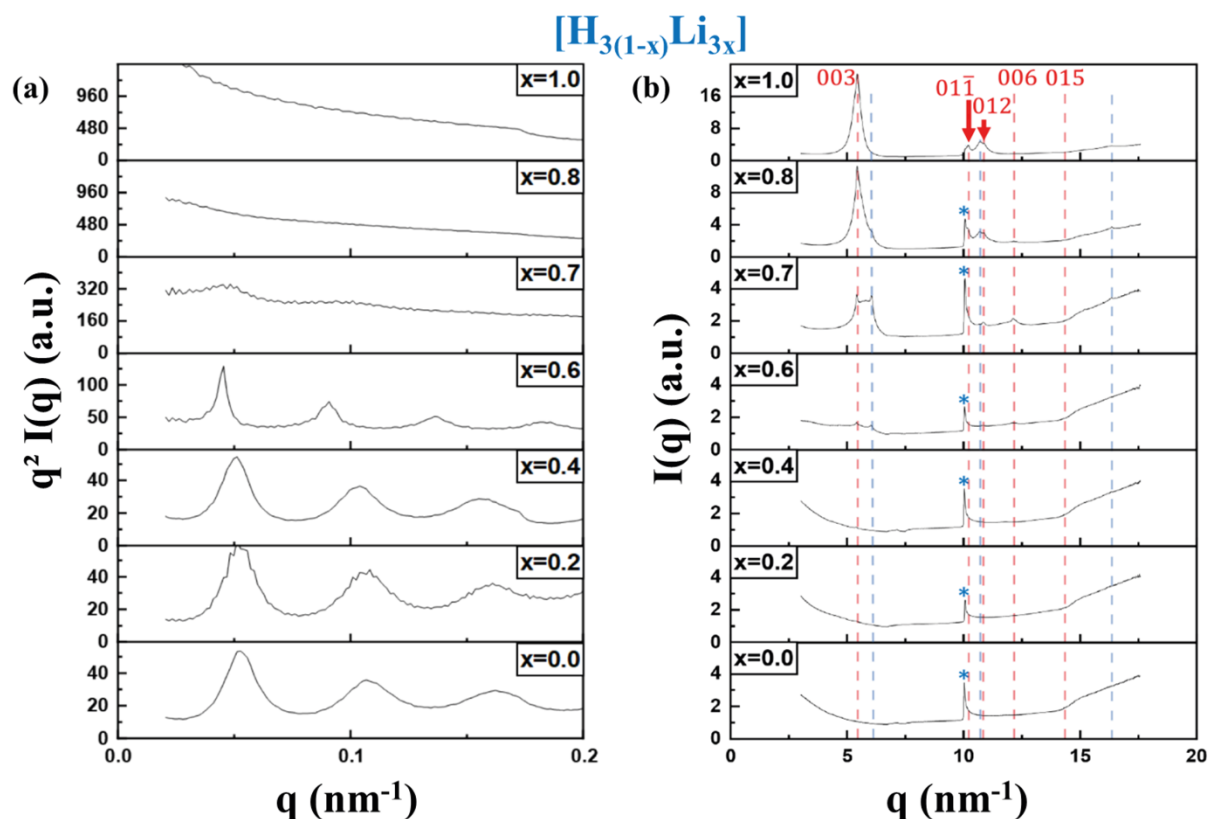 [H3(1-x)Li3x]
(a)
q² I(q) (a.u.)
x=1.0
960
480
0
x=0.8
960
480
0
x=0.7
320
160
0
x=0.6
100
50
0
x=0.4
40
20
0
x=0.2
40
20
0
x=0.0
40
20
0
0.0 0.1 0.2
q (nm-1)
(b)
I(q) (a.u.)
003 011̄ 012 006 015
x=1.0
16
8
0
x=0.8
*
8
4
0
x=0.7
*
4
2
0
x=0.6
*
4
2
0
x=0.4
*
4
2
0
x=0.2
*
4
2
0
x=0.0
*
4
2
0
0 5 10 15 20
q (nm-1)